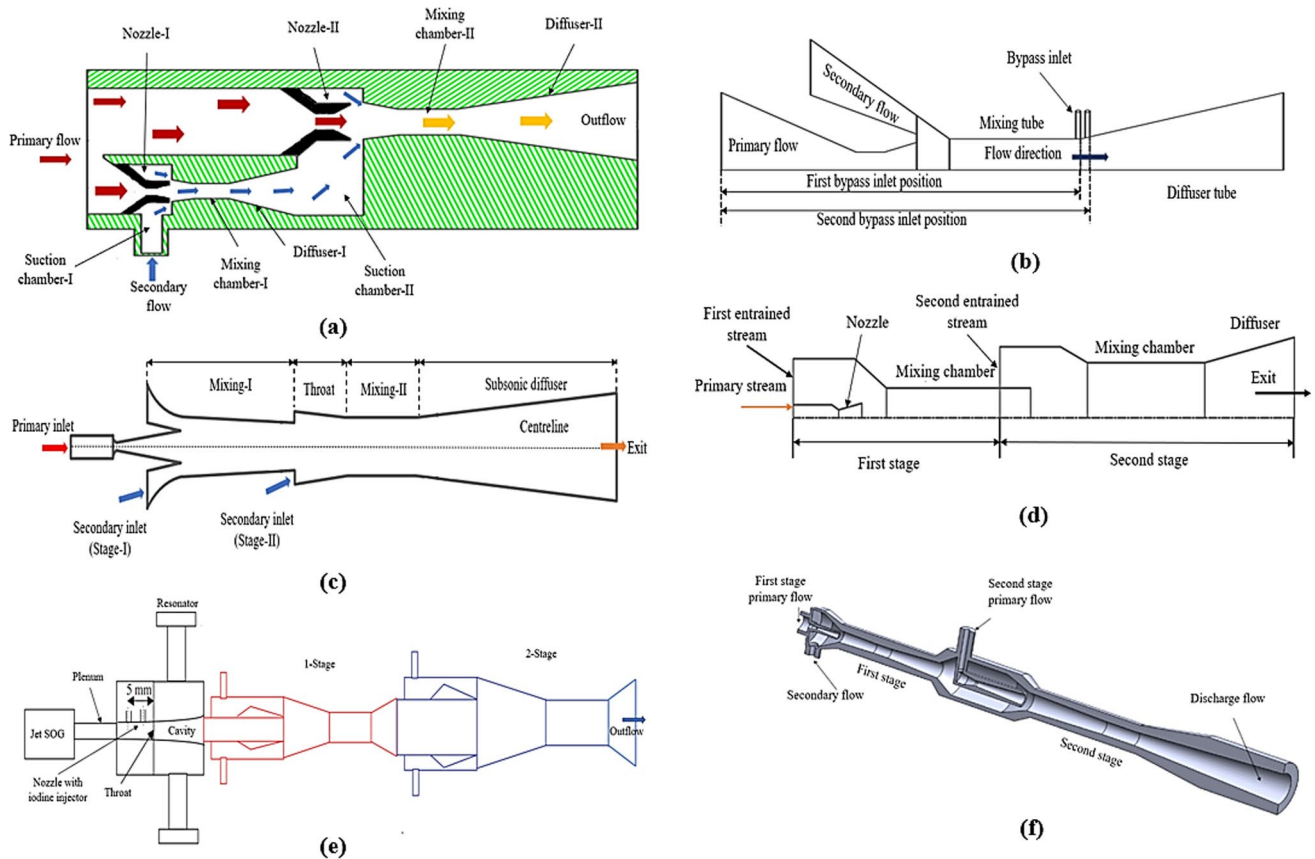 Nozzle-I
Nozzle-II
Mixing
chamber-II
Diffuser-II
Primary flow
Outflow
Suction
chamber-I
Secondary
flow
Mixing
chamber-I
Diffuser-I
Suction
chamber-II
(a)
Bypass inlet
Secondary flow
Primary flow
Mixing tube
Flow direction
First bypass inlet position
Diffuser tube
Second bypass inlet position
(b)
Mixing-I
Throat
Mixing-II
Subsonic diffuser
Primary inlet
Centreline
Exit
Secondary inlet
(Stage-I)
Secondary inlet
(Stage-II)
(c)
First entrained
stream
Nozzle
Second entrained
stream
Diffuser
Mixing chamber
Mixing chamber
Primary stream
Exit
First stage
Second stage
(d)
Resonator
1-Stage
2-Stage
Plenum
5 mm
Jet SOG
Cavity
Outflow
Nozzle with
iodine injector
Throat
(e)
First stage
primary flow
Second stage
primary flow
Secondary flow
First stage
Discharge flow
Second stage
(f)